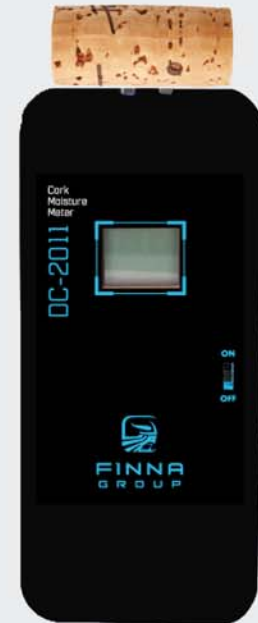 Cork
Moisture
Meter
DC-2011
ON
OFF
FINNA
GROUP